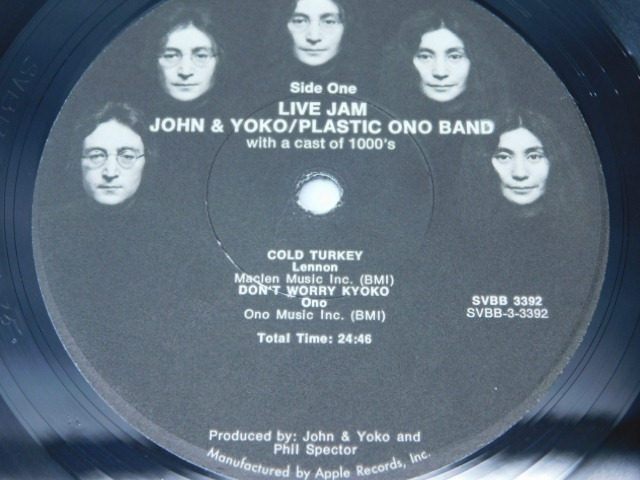 Side One
LIVE JAM
JOHN & YOKO/PLASTIC ONO BAND
with a cast of 1000's
COLD TURKEY
Lennon
Maclen Music Inc. (BMI)
DON'T WORRY KYOKO
Ono
Ono Music Inc. (BMI)
Total Time: 24:46
SVBB 3392
SVBB-3-3392
Produced by: John & Yoko and
Phil Spector
Manufactured by Apple Records, Inc.